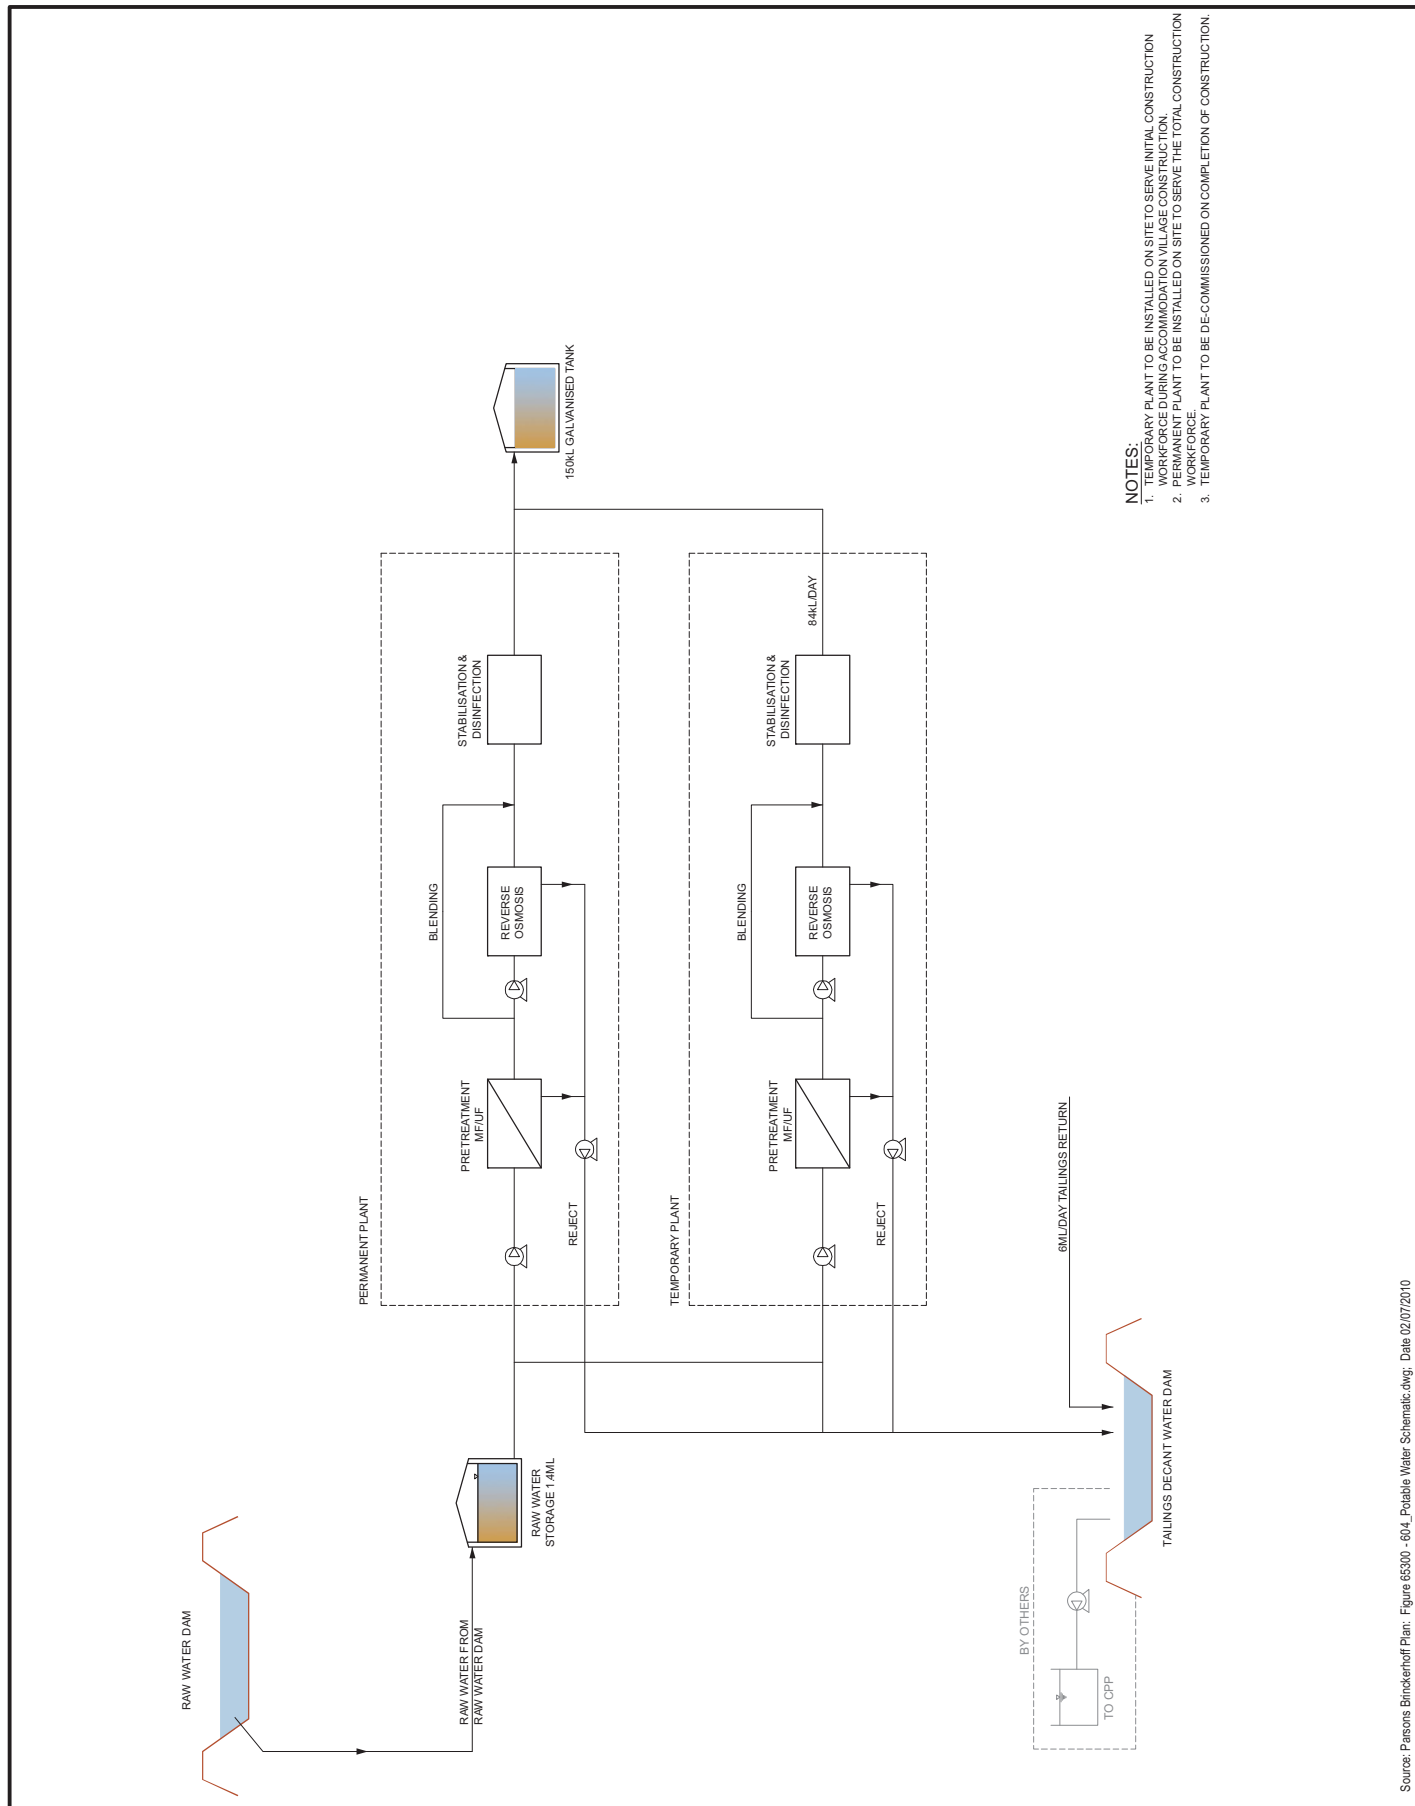 RAW WATER DAM
RAW WATER FROM
RAW WATER DAM
RAW WATER
STORAGE 1.4ML
PERMANENT PLANT
PRETREATMENT
MF/UF
BLENDING
REVERSE
OSMOSIS
STABILISATION &
DISINFECTION
REJECT
150kL GALVANISED TANK
TEMPORARY PLANT
PRETREATMENT
MF/UF
BLENDING
REVERSE
OSMOSIS
STABILISATION &
DISINFECTION
84kL/DAY
REJECT
BY OTHERS
TO CPP
6ML/DAY TAILINGS RETURN
TAILINGS DECANT WATER DAM
NOTES:
1. TEMPORARY PLANT TO BE INSTALLED ON SITE TO SERVE INITIAL CONSTRUCTION
WORKFORCE DURING ACCOMMODATION VILLAGE CONSTRUCTION.
2. PERMANENT PLANT TO BE INSTALLED ON SITE TO SERVE THE TOTAL CONSTRUCTION
WORKFORCE.
3. TEMPORARY PLANT TO BE DE-COMMISSIONED ON COMPLETION OF CONSTRUCTION.
Source: Parsons Brinckerhoff Plan: Figure 65300 - 604_Potable Water Schematic.dwg; Date 02/07/2010